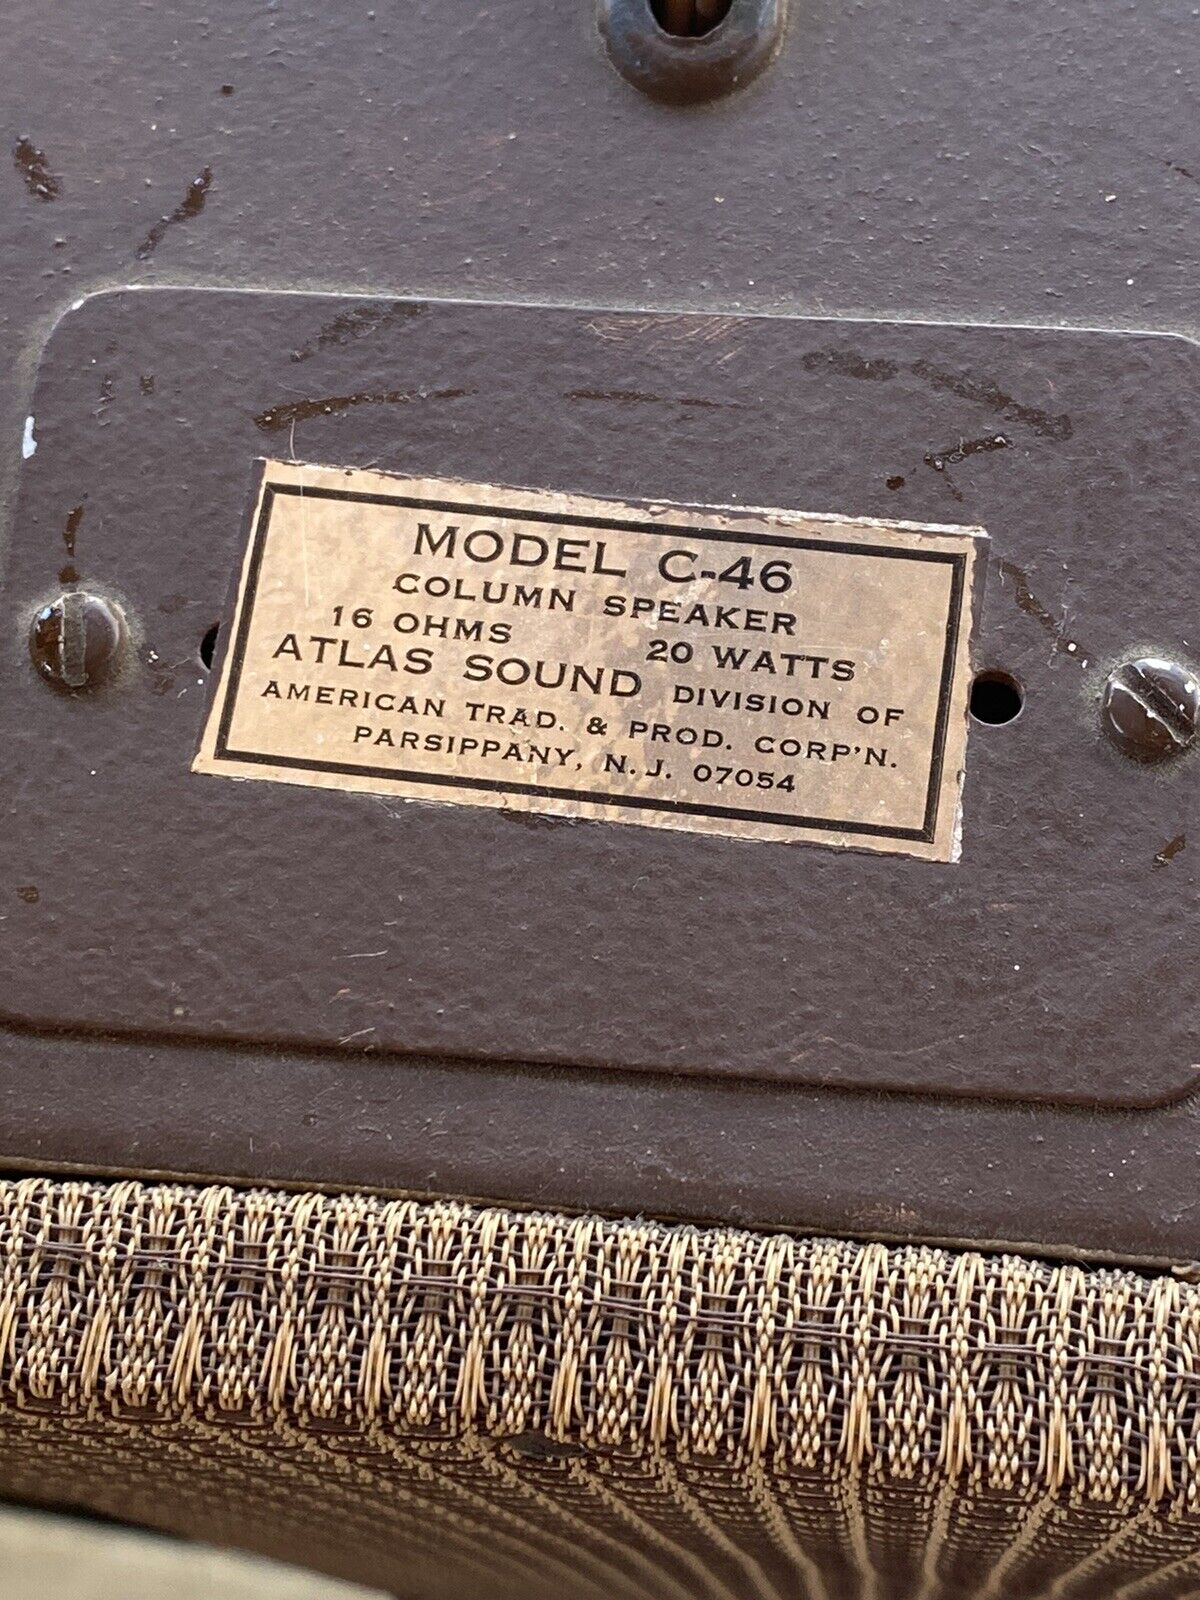 MODEL C-46
COLUMN SPEAKER
16 OHMS 20 WATTS
ATLAS SOUND DIVISION OF
AMERICAN TRAD. & PROD. CORP'N.
PARSIPPANY, N.J. 07054